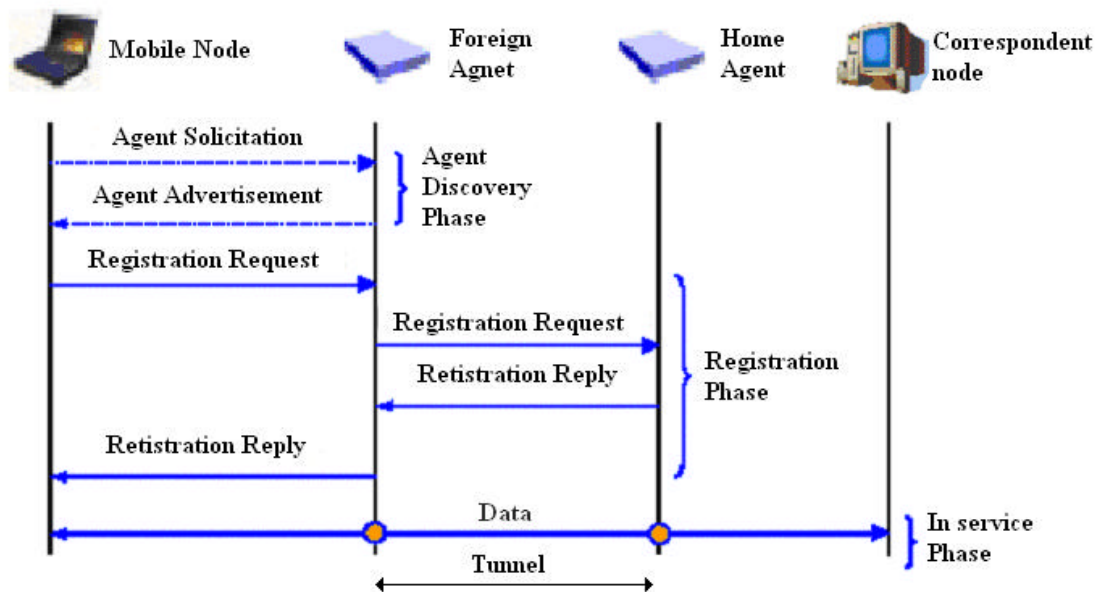 Mobile Node
Foreign
Agnet
Home
Agent
Correspondent
node
Agent Solicitation
Agent Advertisement
Agent
Discovery
Phase
Registration Request
Registration Request
Retistration Reply
Registration
Phase
Retistration Reply
Data
In service
Phase
Tunnel